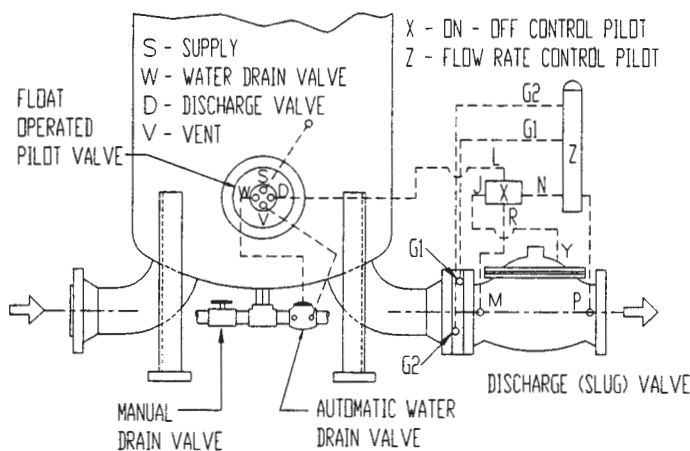 S - SUPPLY
W - WATER DRAIN VALVE
D - DISCHARGE VALVE
V - VENT
X - ON - OFF CONTROL PILOT
Z - FLOW RATE CONTROL PILOT
FLOAT
OPERATED
PILOT VALVE
S
W D
V
G2
G1
Z
L
J X N
R
Y
G1
M
P
G2
DISCHARGE (SLUG) VALVE
MANUAL
DRAIN VALVE
AUTOMATIC WATER
DRAIN VALVE